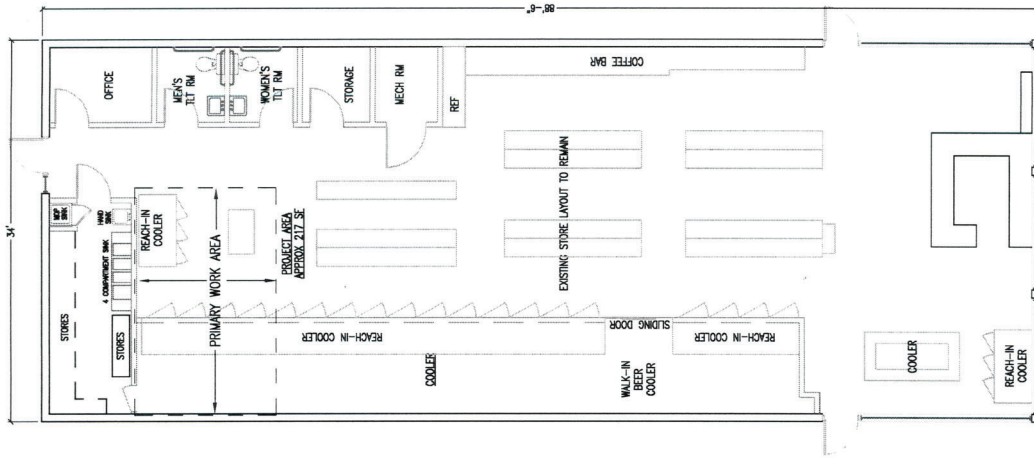 88'-6"
34'
OFFICE
MEN'S
TLT RM
WOMEN'S
TLT RM
STORAGE
MECH RM
REF
COFFEE BAR
MOP
SINK
HAND
SINK
4 COMPARTMENT SINK
STORES
STORES
REACH-IN
COOLER
PRIMARY WORK AREA
PROJECT AREA
APPROX 217 SF
EXISTING STORE LAYOUT TO REMAIN
REACH-IN COOLER
SLIDING DOOR
REACH-IN COOLER
COOLER
WALK-IN
BEER
COOLER
COOLER
REACH-IN
COOLER